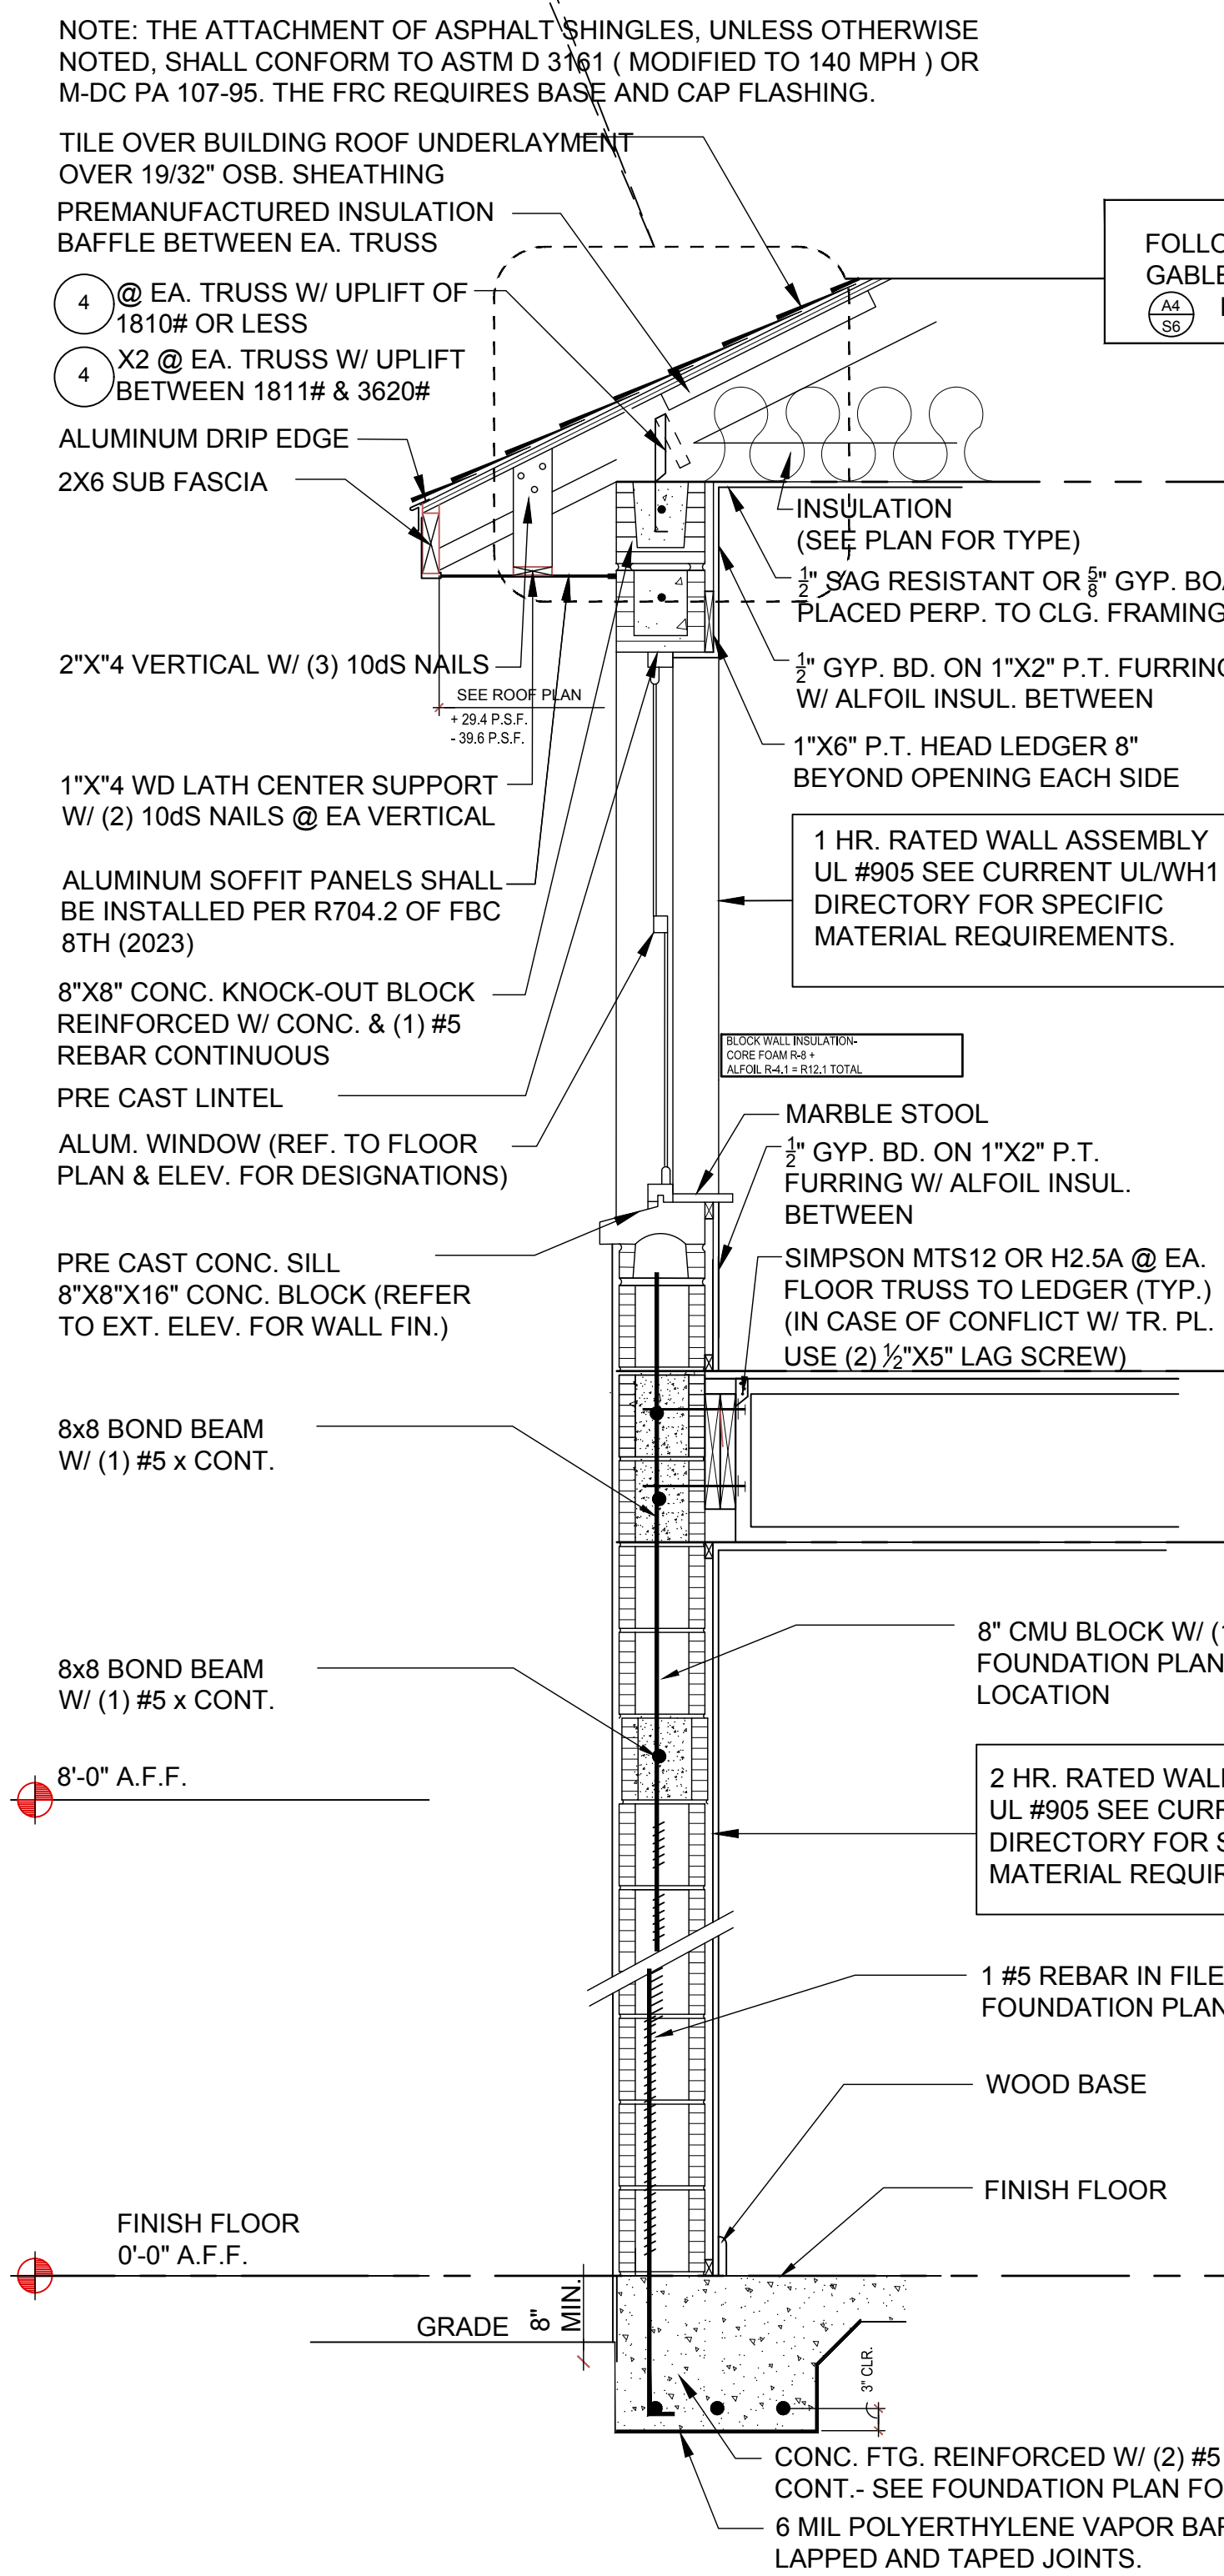 NOTE: THE ATTACHMENT OF ASPHALT SHINGLES, UNLESS OTHERWISE
NOTED, SHALL CONFORM TO ASTM D 3161 ( MODIFIED TO 140 MPH ) OR
M-DC PA 107-95. THE FRC REQUIRES BASE AND CAP FLASHING.
TILE OVER BUILDING ROOF UNDERLAYMENT
OVER 19/32" OSB. SHEATHING
PREMANUFACTURED INSULATION
BAFFLE BETWEEN EA. TRUSS
4 @ EA. TRUSS W/ UPLIFT OF
1810# OR LESS
4 X2 @ EA. TRUSS W/ UPLIFT
BETWEEN 1811# & 3620#
ALUMINUM DRIP EDGE
2X6 SUB FASCIA
2"X"4 VERTICAL W/ (3) 10dS NAILS
SEE ROOF PLAN
+ 29.4 P.S.F.
- 39.6 P.S.F.
1"X"4 WD LATH CENTER SUPPORT
W/ (2) 10dS NAILS @ EA VERTICAL
ALUMINUM SOFFIT PANELS SHALL
BE INSTALLED PER R704.2 OF FBC
8TH (2023)
8"X8" CONC. KNOCK-OUT BLOCK
REINFORCED W/ CONC. & (1) #5
REBAR CONTINUOUS
PRE CAST LINTEL
ALUM. WINDOW (REF. TO FLOOR
PLAN & ELEV. FOR DESIGNATIONS)
PRE CAST CONC. SILL
8"X8"X16" CONC. BLOCK (REFER
TO EXT. ELEV. FOR WALL FIN.)
8x8 BOND BEAM
W/ (1) #5 x CONT.
8x8 BOND BEAM
W/ (1) #5 x CONT.
8'-0" A.F.F.
FINISH FLOOR
0'-0" A.F.F.
GRADE
8"
MIN.
FOLLO
GABLE
A4
S6
INSULATION
(SEE PLAN FOR TYPE)
½" SAG RESISTANT OR ⅝" GYP. BOA
PLACED PERP. TO CLG. FRAMING
½" GYP. BD. ON 1"X2" P.T. FURRING
W/ ALFOIL INSUL. BETWEEN
1"X6" P.T. HEAD LEDGER 8"
BEYOND OPENING EACH SIDE
1 HR. RATED WALL ASSEMBLY
UL #905 SEE CURRENT UL/WH1
DIRECTORY FOR SPECIFIC
MATERIAL REQUIREMENTS.
BLOCK WALL INSULATION-
CORE FOAM R-8 +
ALFOIL R-4.1 = R12.1 TOTAL
MARBLE STOOL
½" GYP. BD. ON 1"X2" P.T.
FURRING W/ ALFOIL INSUL.
BETWEEN
SIMPSON MTS12 OR H2.5A @ EA.
FLOOR TRUSS TO LEDGER (TYP.)
(IN CASE OF CONFLICT W/ TR. PL.
USE (2) ½"X5" LAG SCREW)
8" CMU BLOCK W/ (1
FOUNDATION PLAN
LOCATION
2 HR. RATED WALL
UL #905 SEE CURR
DIRECTORY FOR S
MATERIAL REQUIR
1 #5 REBAR IN FILE
FOUNDATION PLAN
WOOD BASE
FINISH FLOOR
3" CLR.
CONC. FTG. REINFORCED W/ (2) #5
CONT.- SEE FOUNDATION PLAN FO
6 MIL POLYERTHYLENE VAPOR BAR
LAPPED AND TAPED JOINTS.